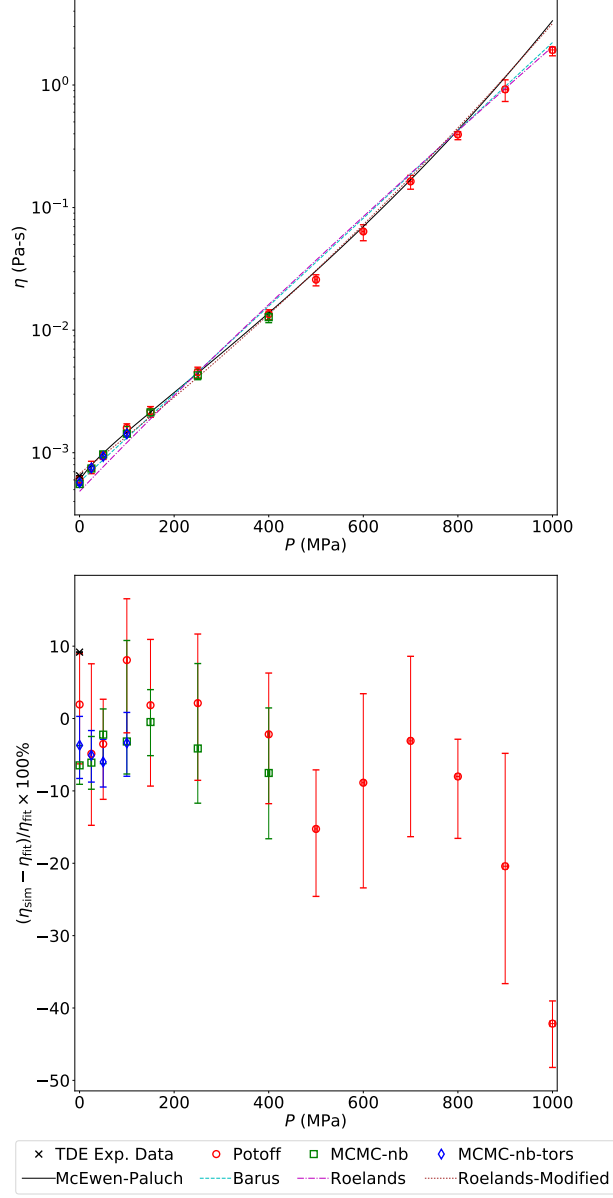 10⁰
10⁻¹
10⁻²
10⁻³
η (Pa-s)
0 200 400 600 800 1000
P (MPa)
10
0
−10
−20
−30
−40
−50
(η_sim − η_fit)/η_fit × 100%
0 200 400 600 800 1000
P (MPa)
TDE Exp. Data Potoff MCMC-nb MCMC-nb-tors
McEwen-Paluch Barus Roelands Roelands-Modified